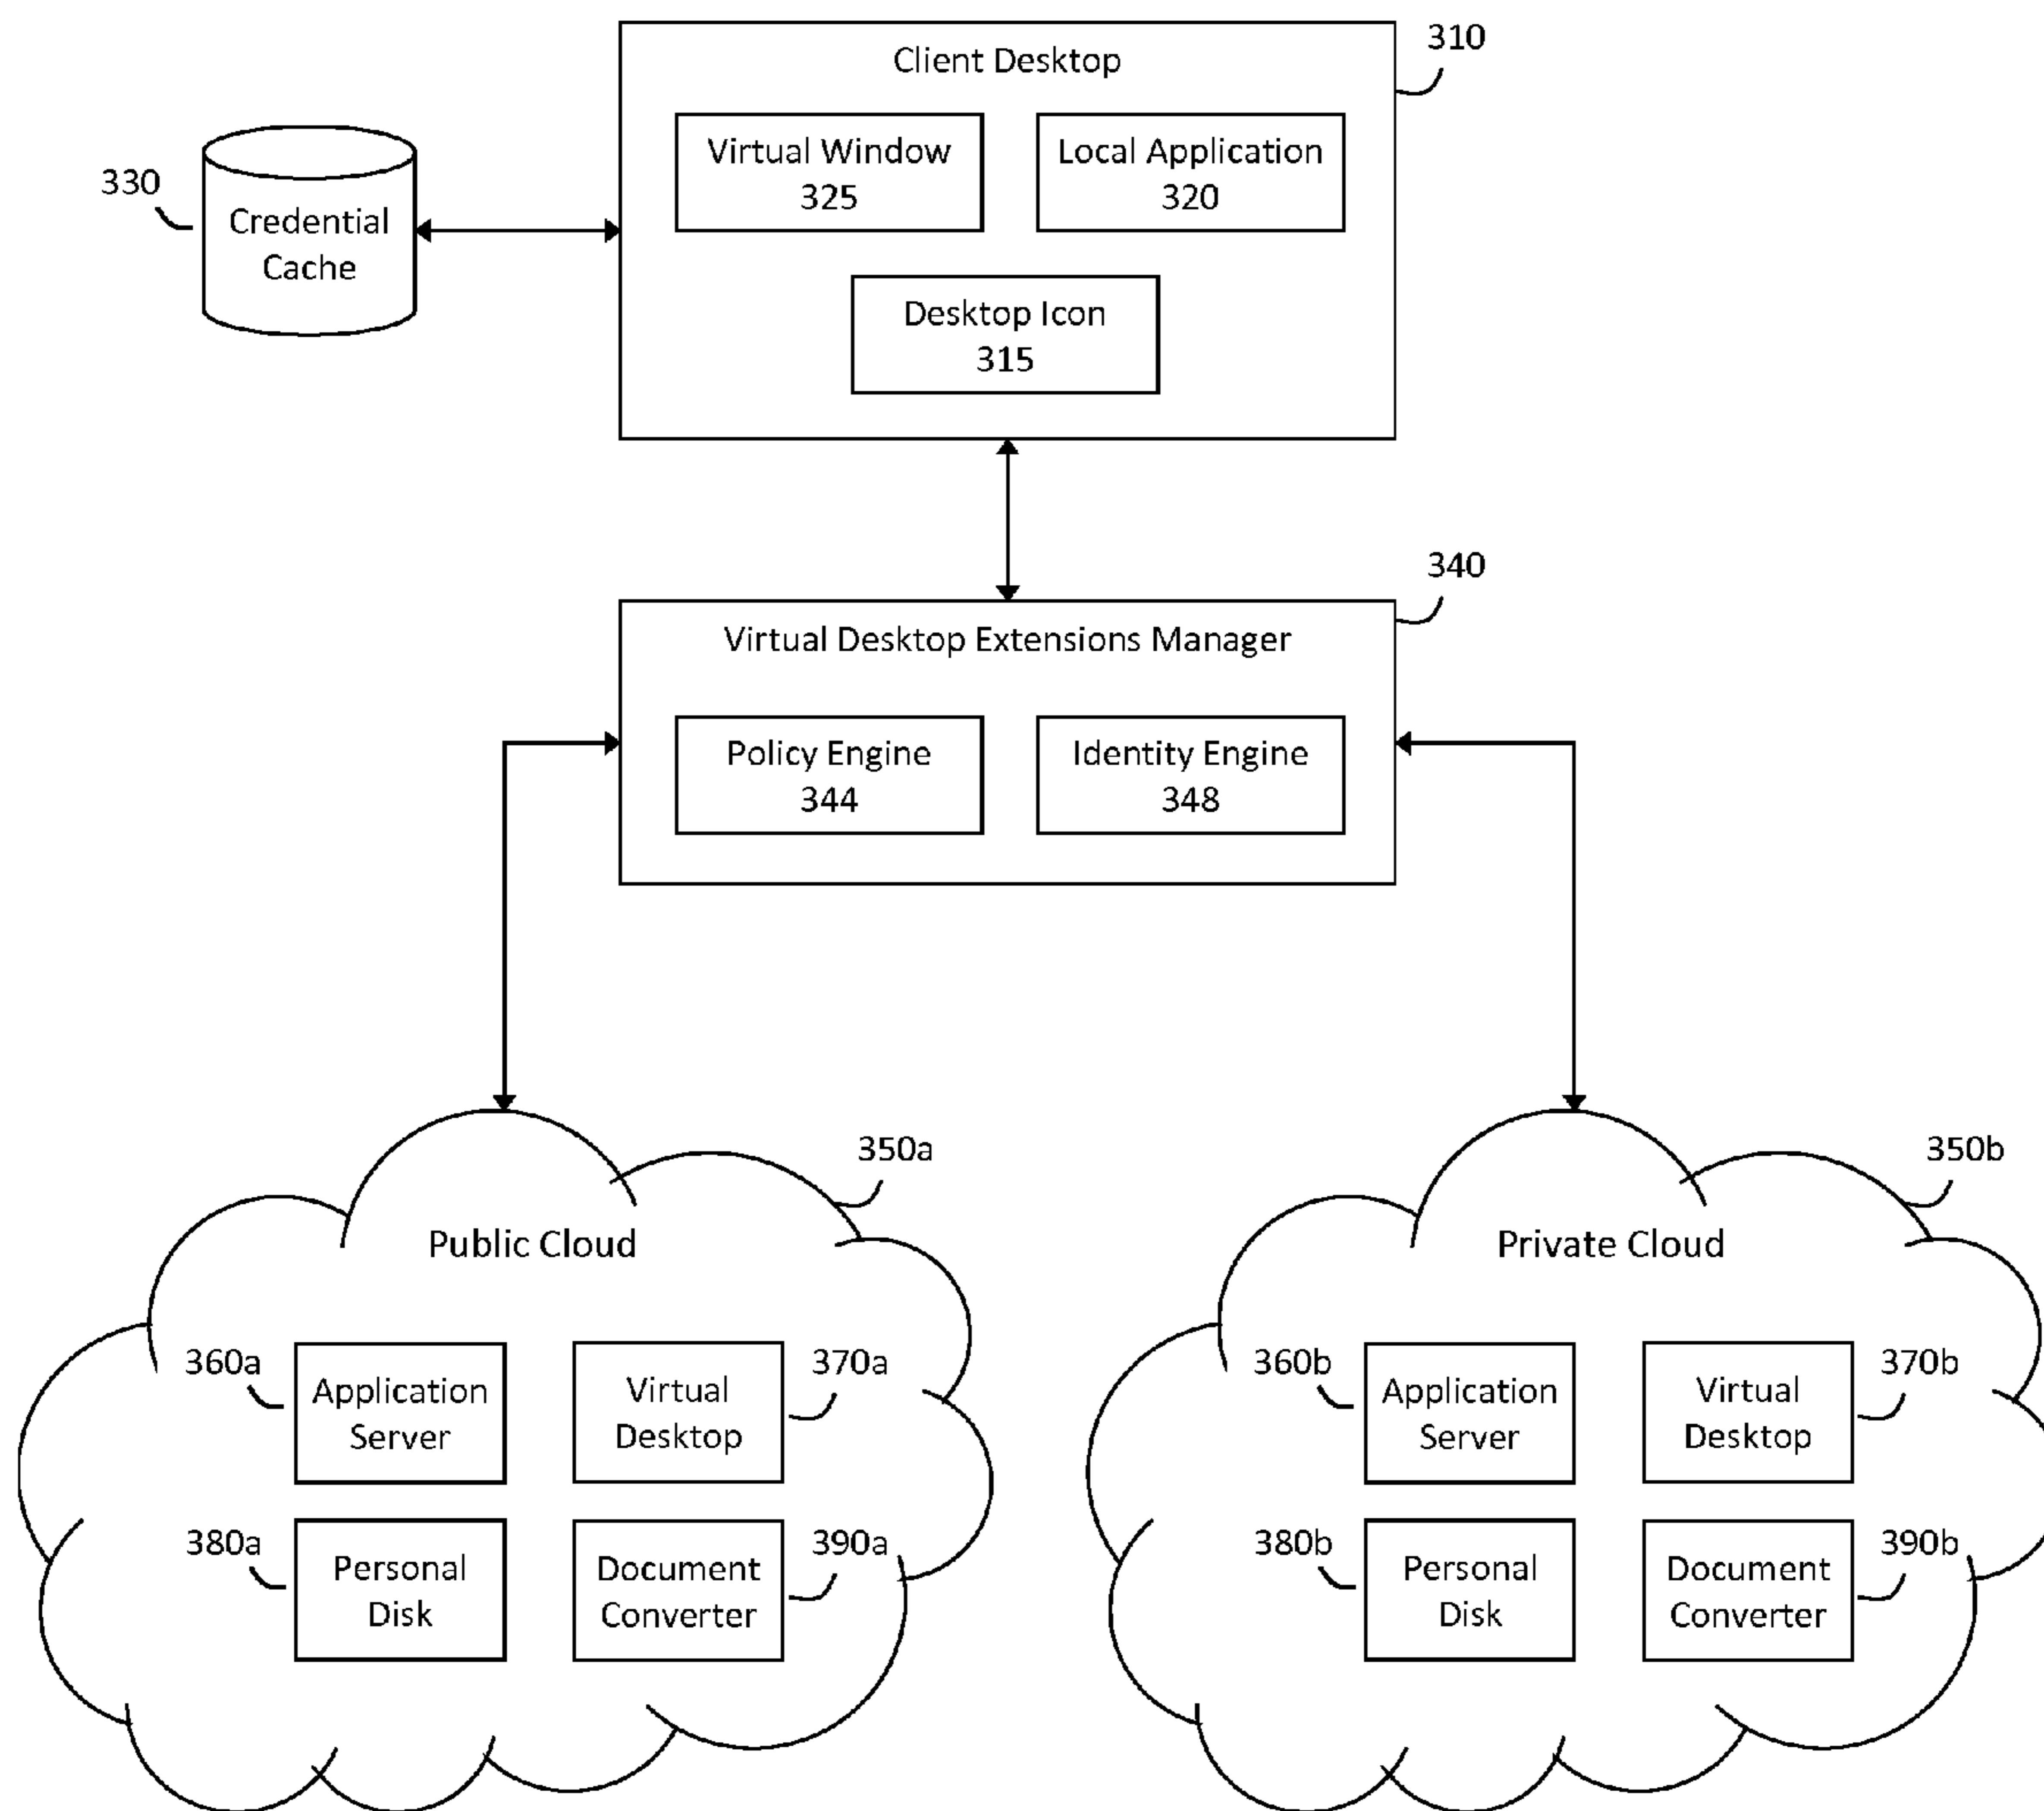 310
Client Desktop
Virtual Window
325
Local Application
320
330
Credential
Cache
Desktop Icon
315
340
Virtual Desktop Extensions Manager
Policy Engine
344
Identity Engine
348
350a
Public Cloud
360a
Application
Server
Virtual
Desktop
370a
380a
Personal
Disk
Document
Converter
390a
350b
Private Cloud
360b
Application
Server
Virtual
Desktop
370b
380b
Personal
Disk
Document
Converter
390b